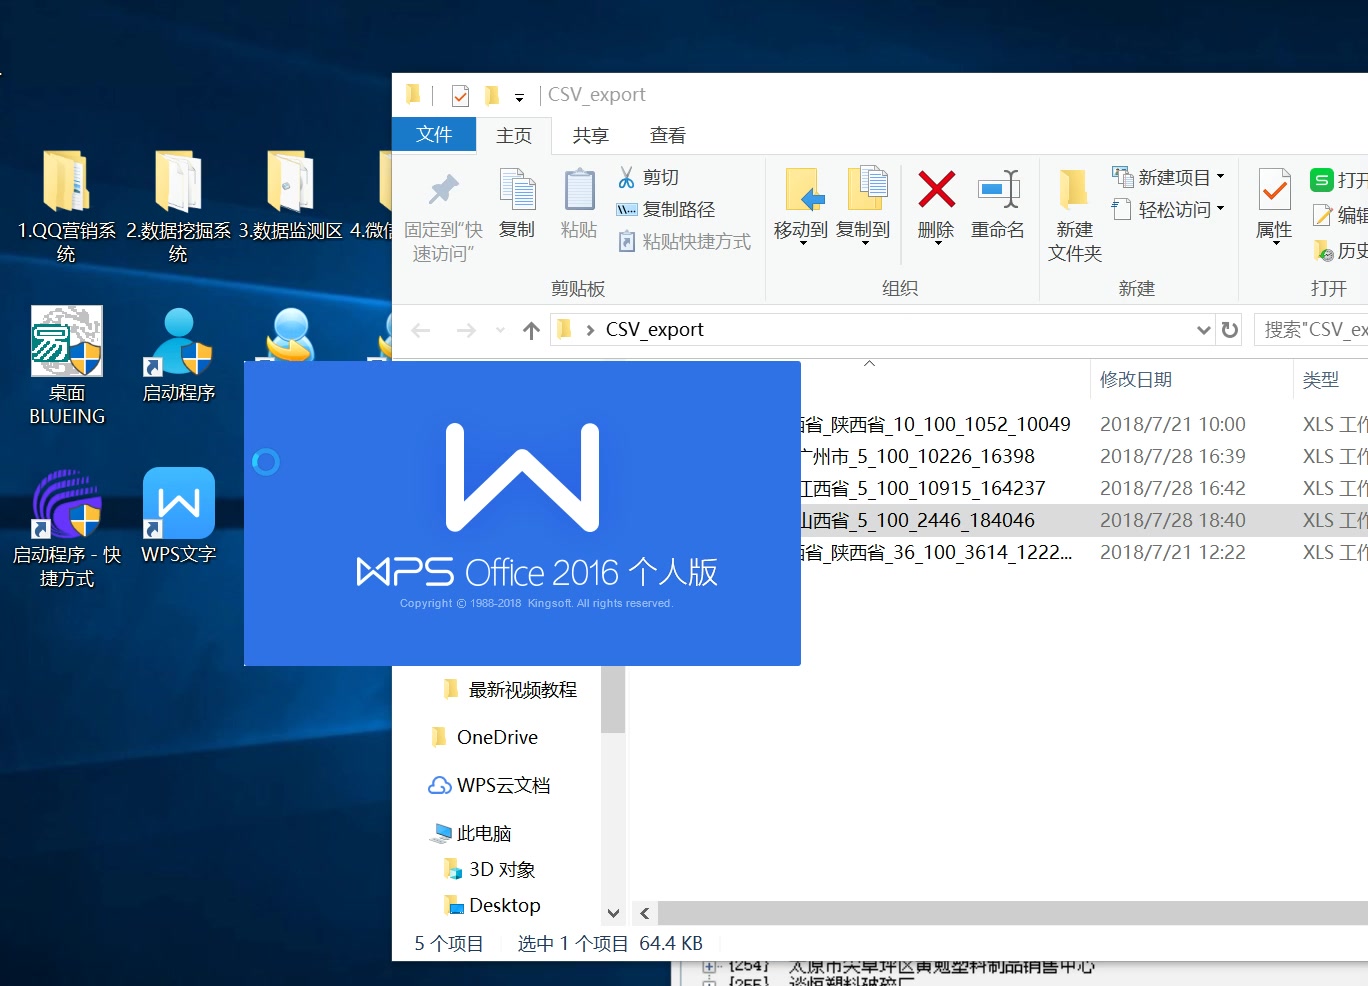 CSV_export
文件 主页 共享 查看
固定到"快
速访问"
复制
粘贴
剪切
复制路径
粘贴快捷方式
剪贴板
移动到
复制到
删除
重命名
组织
新建
文件夹
新建项目
轻松访问
新建
属性
打开
编辑
历史
打开
CSV_export
搜索"CSV_ex
修改日期 类型
省_陕西省_10_100_1052_10049 2018/7/21 10:00 XLS 工作
广州市_5_100_10226_16398 2018/7/28 16:39 XLS 工作
江西省_5_100_10915_164237 2018/7/28 16:42 XLS 工作
山西省_5_100_2446_184046 2018/7/28 18:40 XLS 工作
省_陕西省_36_100_3614_1222... 2018/7/21 12:22 XLS 工作
1.QQ营销系
统
2.数据挖掘系
统
3.数据监测区
4.微信
桌面
BLUEING
启动程序
启动程序 - 快
捷方式
WPS文字
WPS Office 2016 个人版
Copyright © 1988-2018 Kingsoft. All rights reserved.
最新视频教程
OneDrive
WPS云文档
此电脑
3D 对象
Desktop
5 个项目 选中 1 个项目 64.4 KB
{254} 太原市尖草坪区黄勉塑料制品销售中心
{255}